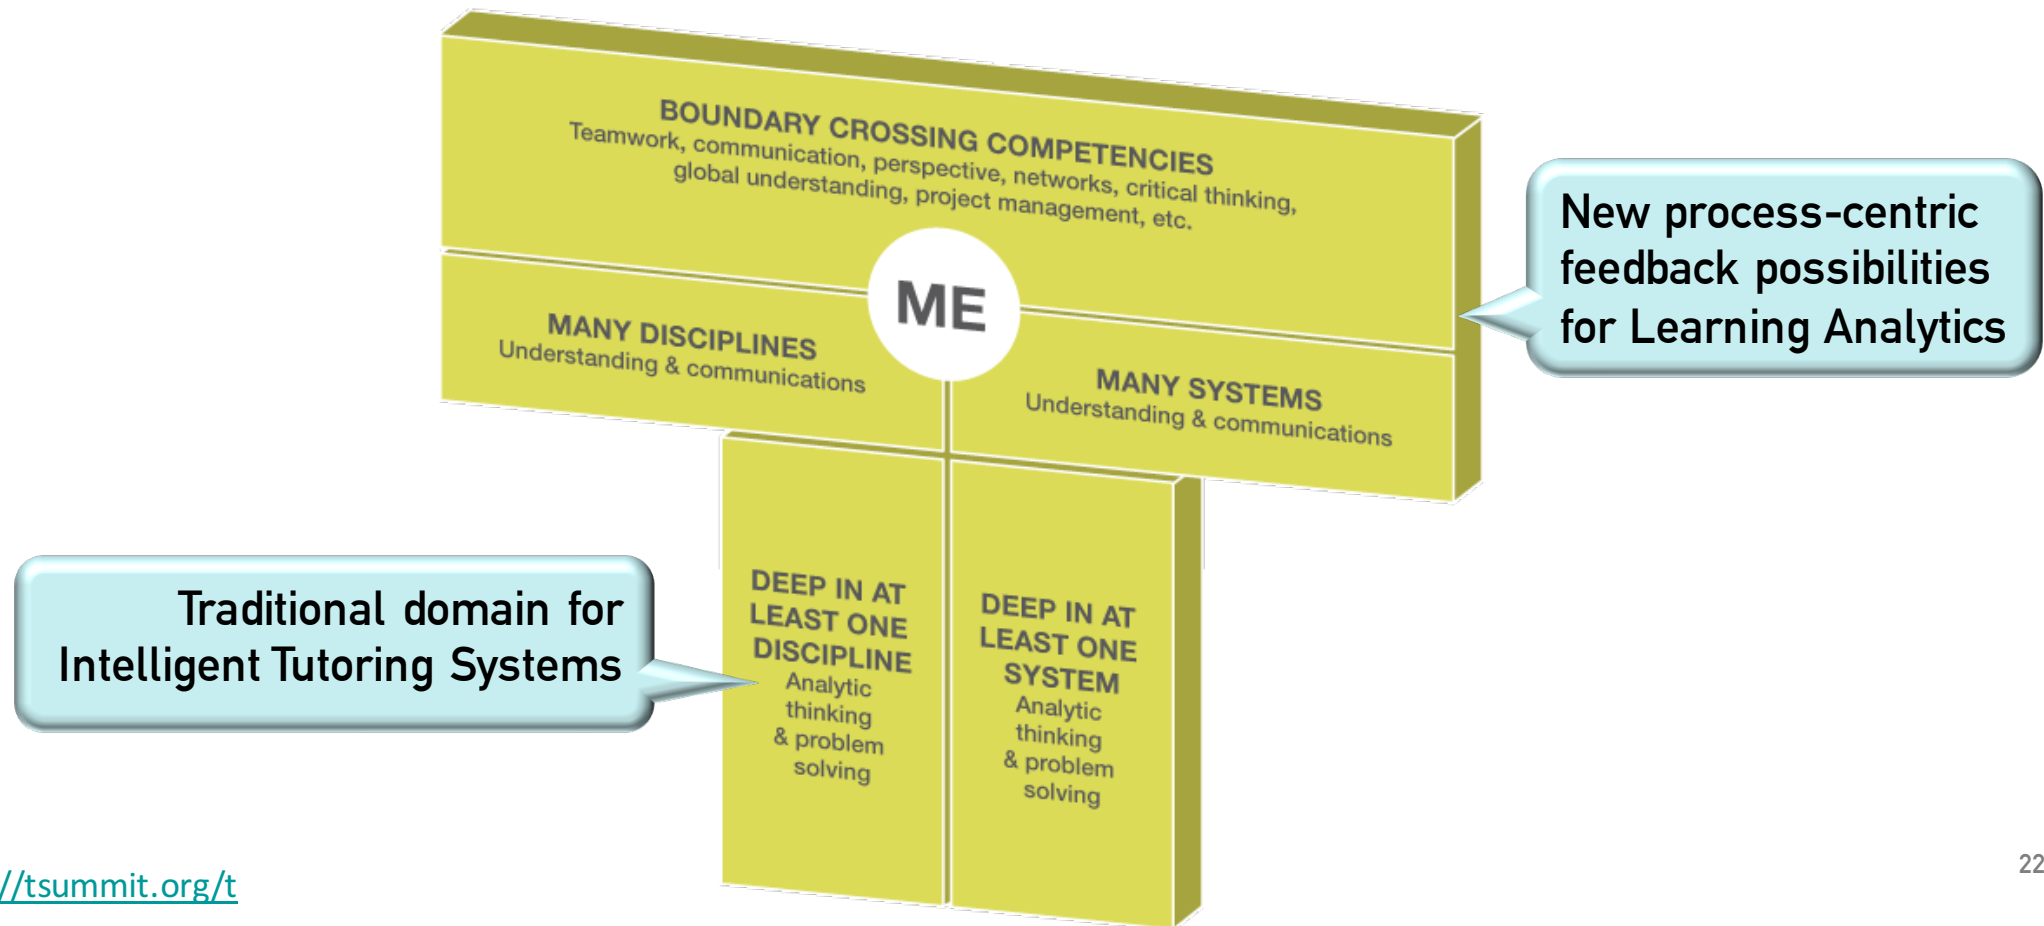 BOUNDARY CROSSING COMPETENCIES
Teamwork, communication, perspective, networks, critical thinking,
global understanding, project management, etc.
ME
MANY DISCIPLINES
Understanding & communications
MANY SYSTEMS
Understanding & communications
New process-centric
feedback possibilities
for Learning Analytics
Traditional domain for
Intelligent Tutoring Systems
DEEP IN AT
LEAST ONE
DISCIPLINE
Analytic
thinking
& problem
solving
DEEP IN AT
LEAST ONE
SYSTEM
Analytic
thinking
& problem
solving
//tsummit.org/t
22